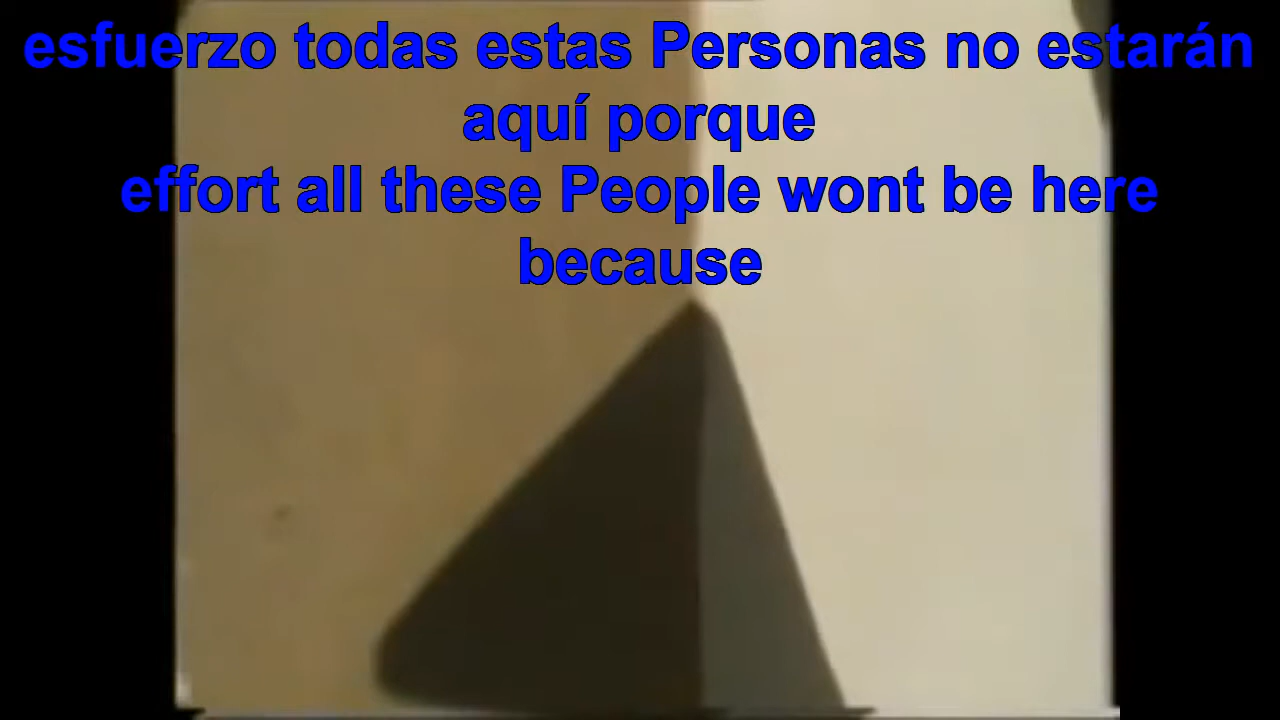 esfuerzo todas estas Personas no estarán
aquí porque
effort all these People wont be here
because